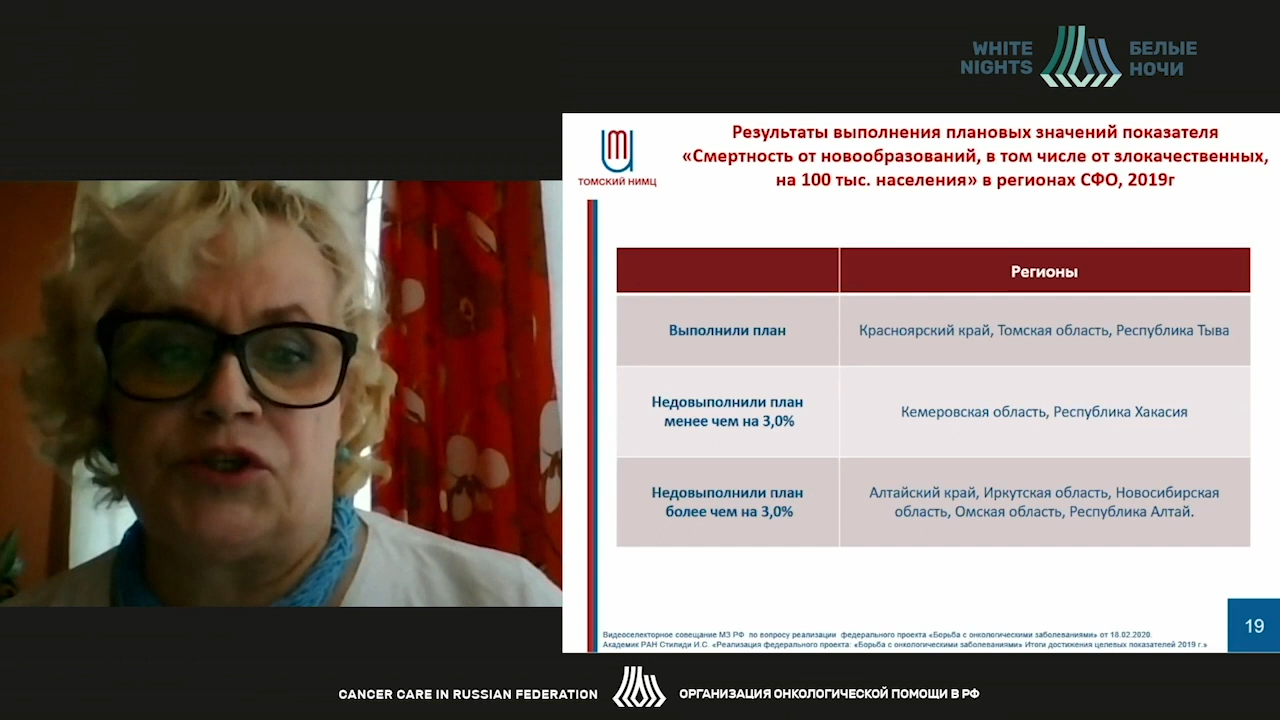 WHITE
NIGHTS
БЕЛЫЕ
НОЧИ
ТОМСКИЙ НИМЦ
Результаты выполнения плановых значений показателя
«Смертность от новообразований, в том числе от злокачественных,
на 100 тыс. населения» в регионах СФО, 2019г
Регионы
Выполнили план
Красноярский край, Томская область, Республика Тыва
Недовыполнили план
менее чем на 3,0%
Кемеровская область, Республика Хакасия
Недовыполнили план
более чем на 3,0%
Алтайский край, Иркутская область, Новосибирская
область, Омская область, Республика Алтай.
Видеоселекторное совещание МЗ РФ по вопросу реализации федерального проекта «Борьба с онкологическими заболеваниями» от 18.02.2020.
Академик РАН Стилиди И.С. «Реализация федерального проекта: «Борьба с онкологическими заболеваниями» Итоги достижения целевых показателей 2019 г.»
19
CANCER CARE IN RUSSIAN FEDERATION
ОРГАНИЗАЦИЯ ОНКОЛОГИЧЕСКОЙ ПОМОЩИ В РФ